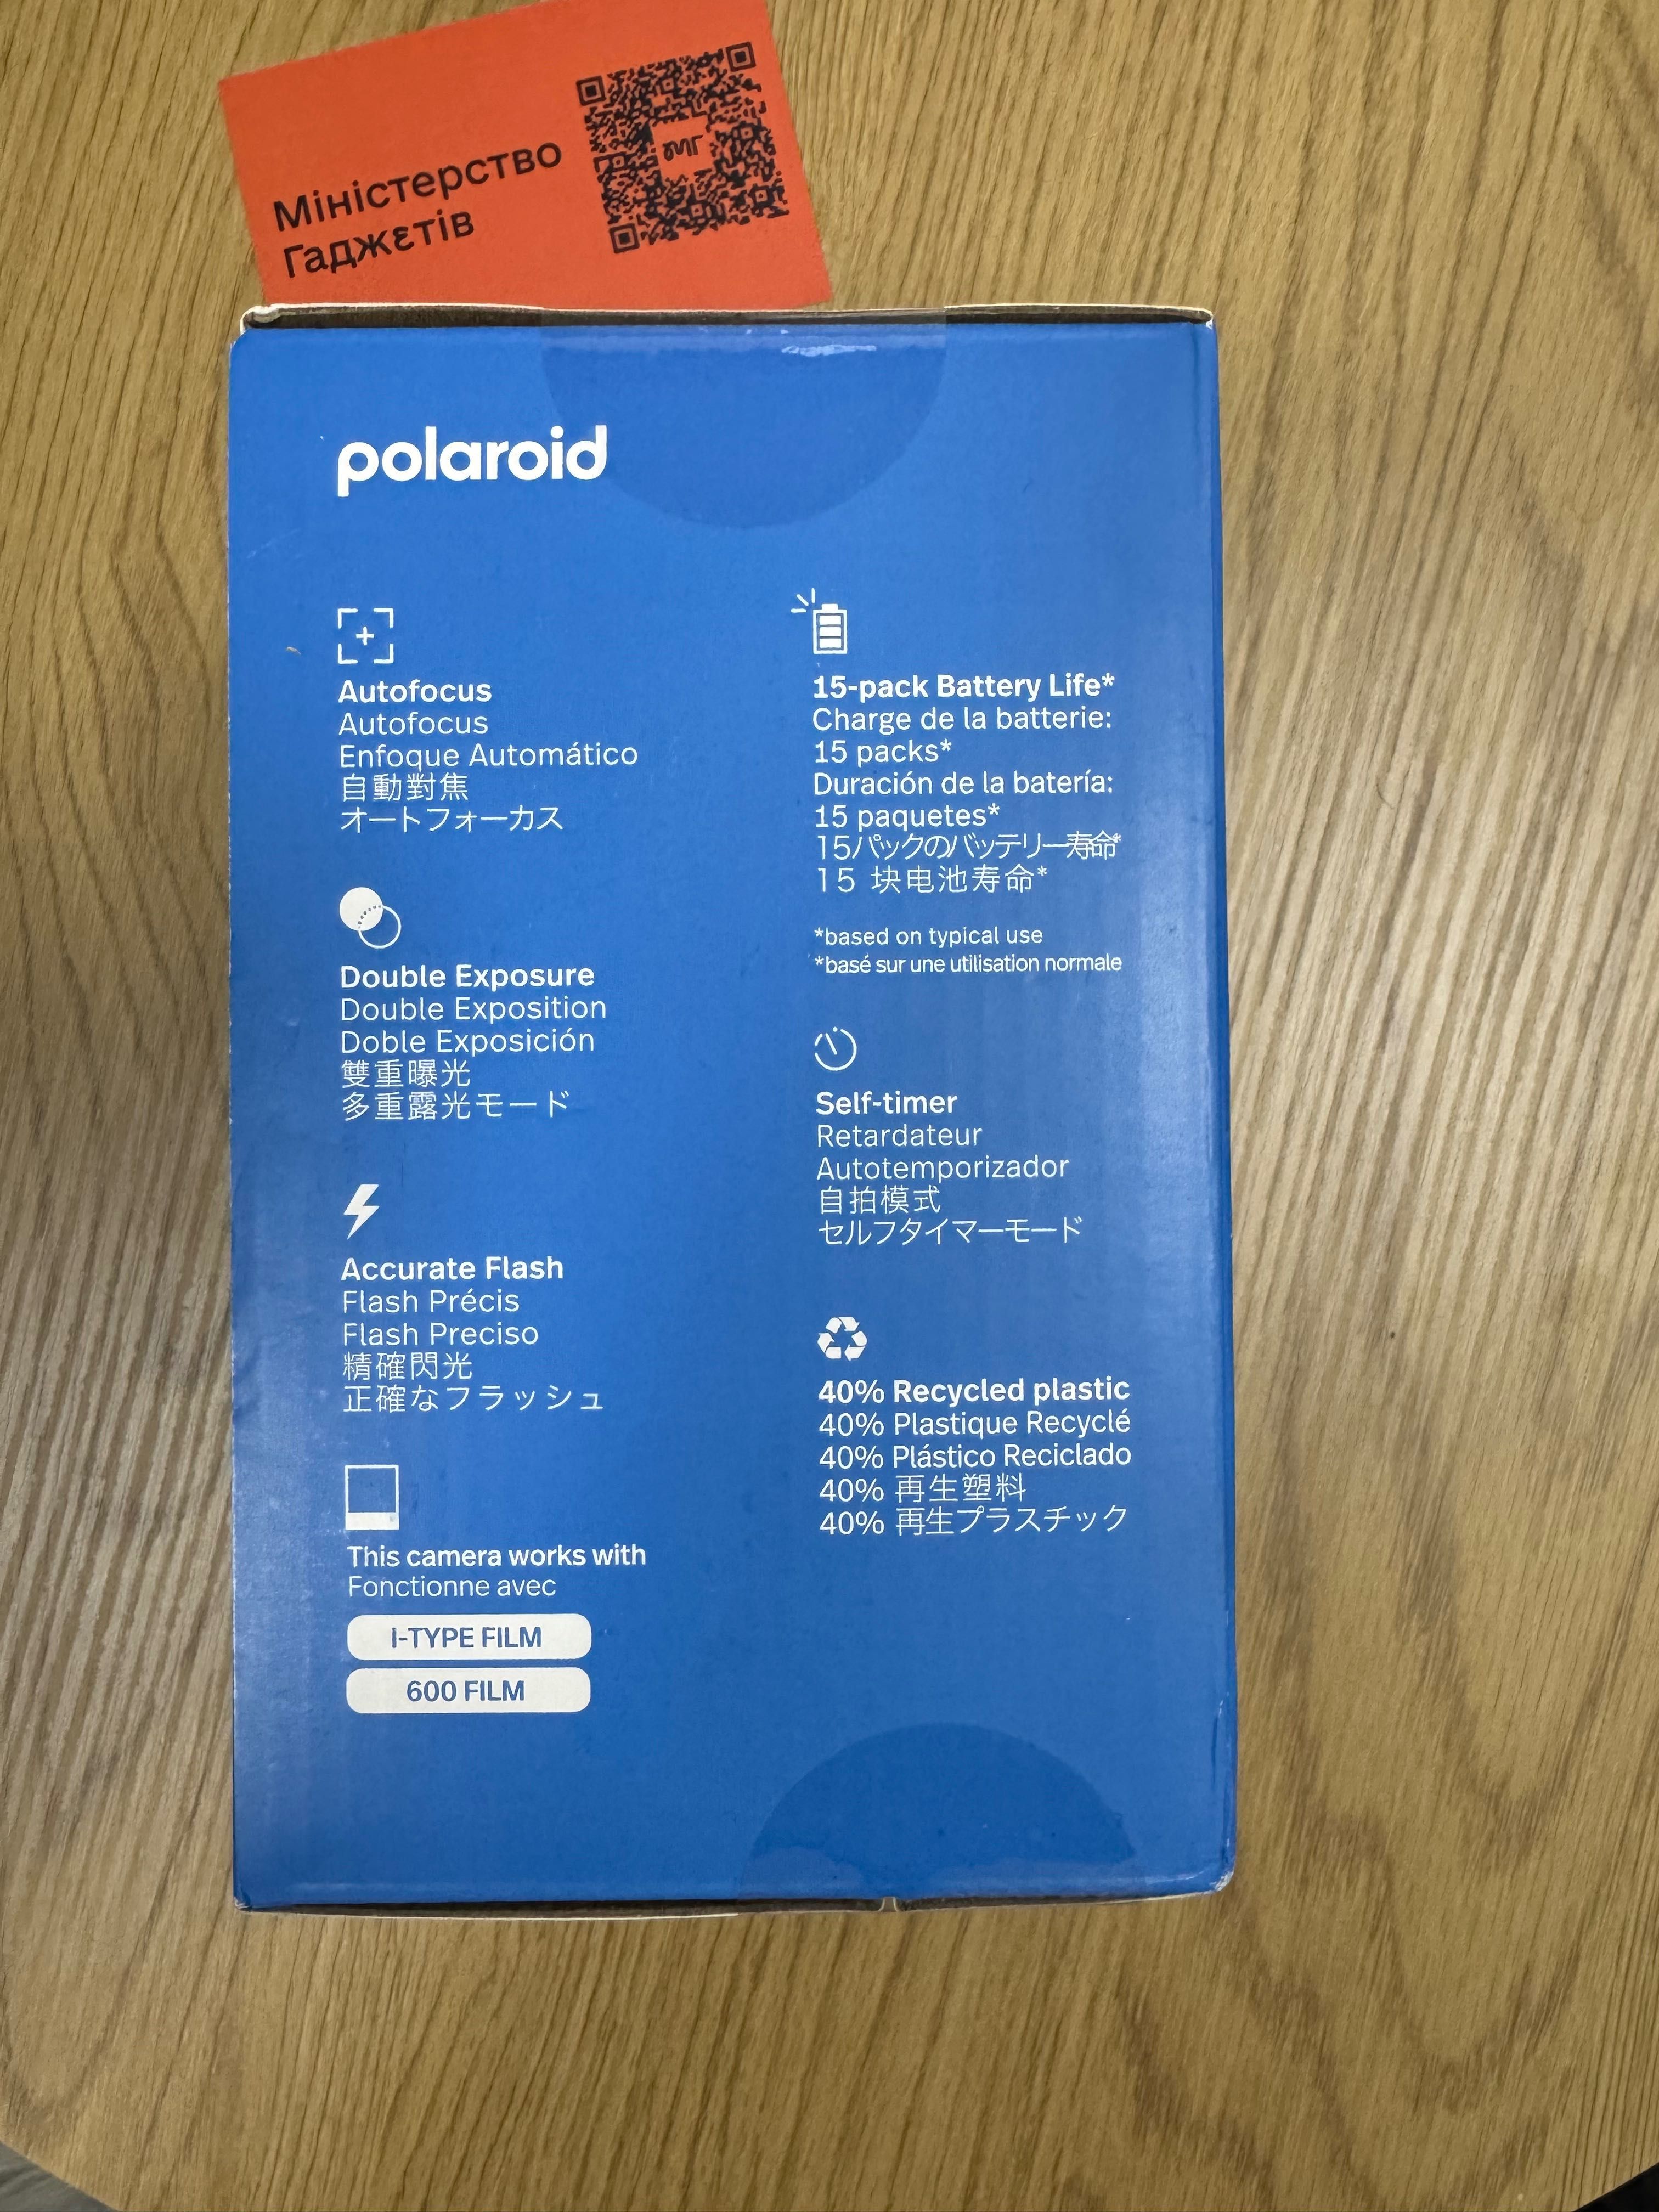 Міністерство
Гаджєтів
polaroid
Autofocus
Autofocus
Enfoque Automático
自動對焦
オートフォーカス
Double Exposure
Double Exposition
Doble Exposición
雙重曝光
多重露光モード
Accurate Flash
Flash Précis
Flash Preciso
精確閃光
正確なフラッシュ
This camera works with
Fonctionne avec
I-TYPE FILM
600 FILM
15-pack Battery Life*
Charge de la batterie:
15 packs*
Duración de la batería:
15 paquetes*
15パックのバッテリー寿命*
15 块电池寿命*
*based on typical use
*basé sur une utilisation normale
Self-timer
Retardateur
Autotemporizador
自拍模式
セルフタイマーモード
40% Recycled plastic
40% Plastique Recyclé
40% Plástico Reciclado
40% 再生塑料
40% 再生プラスチック